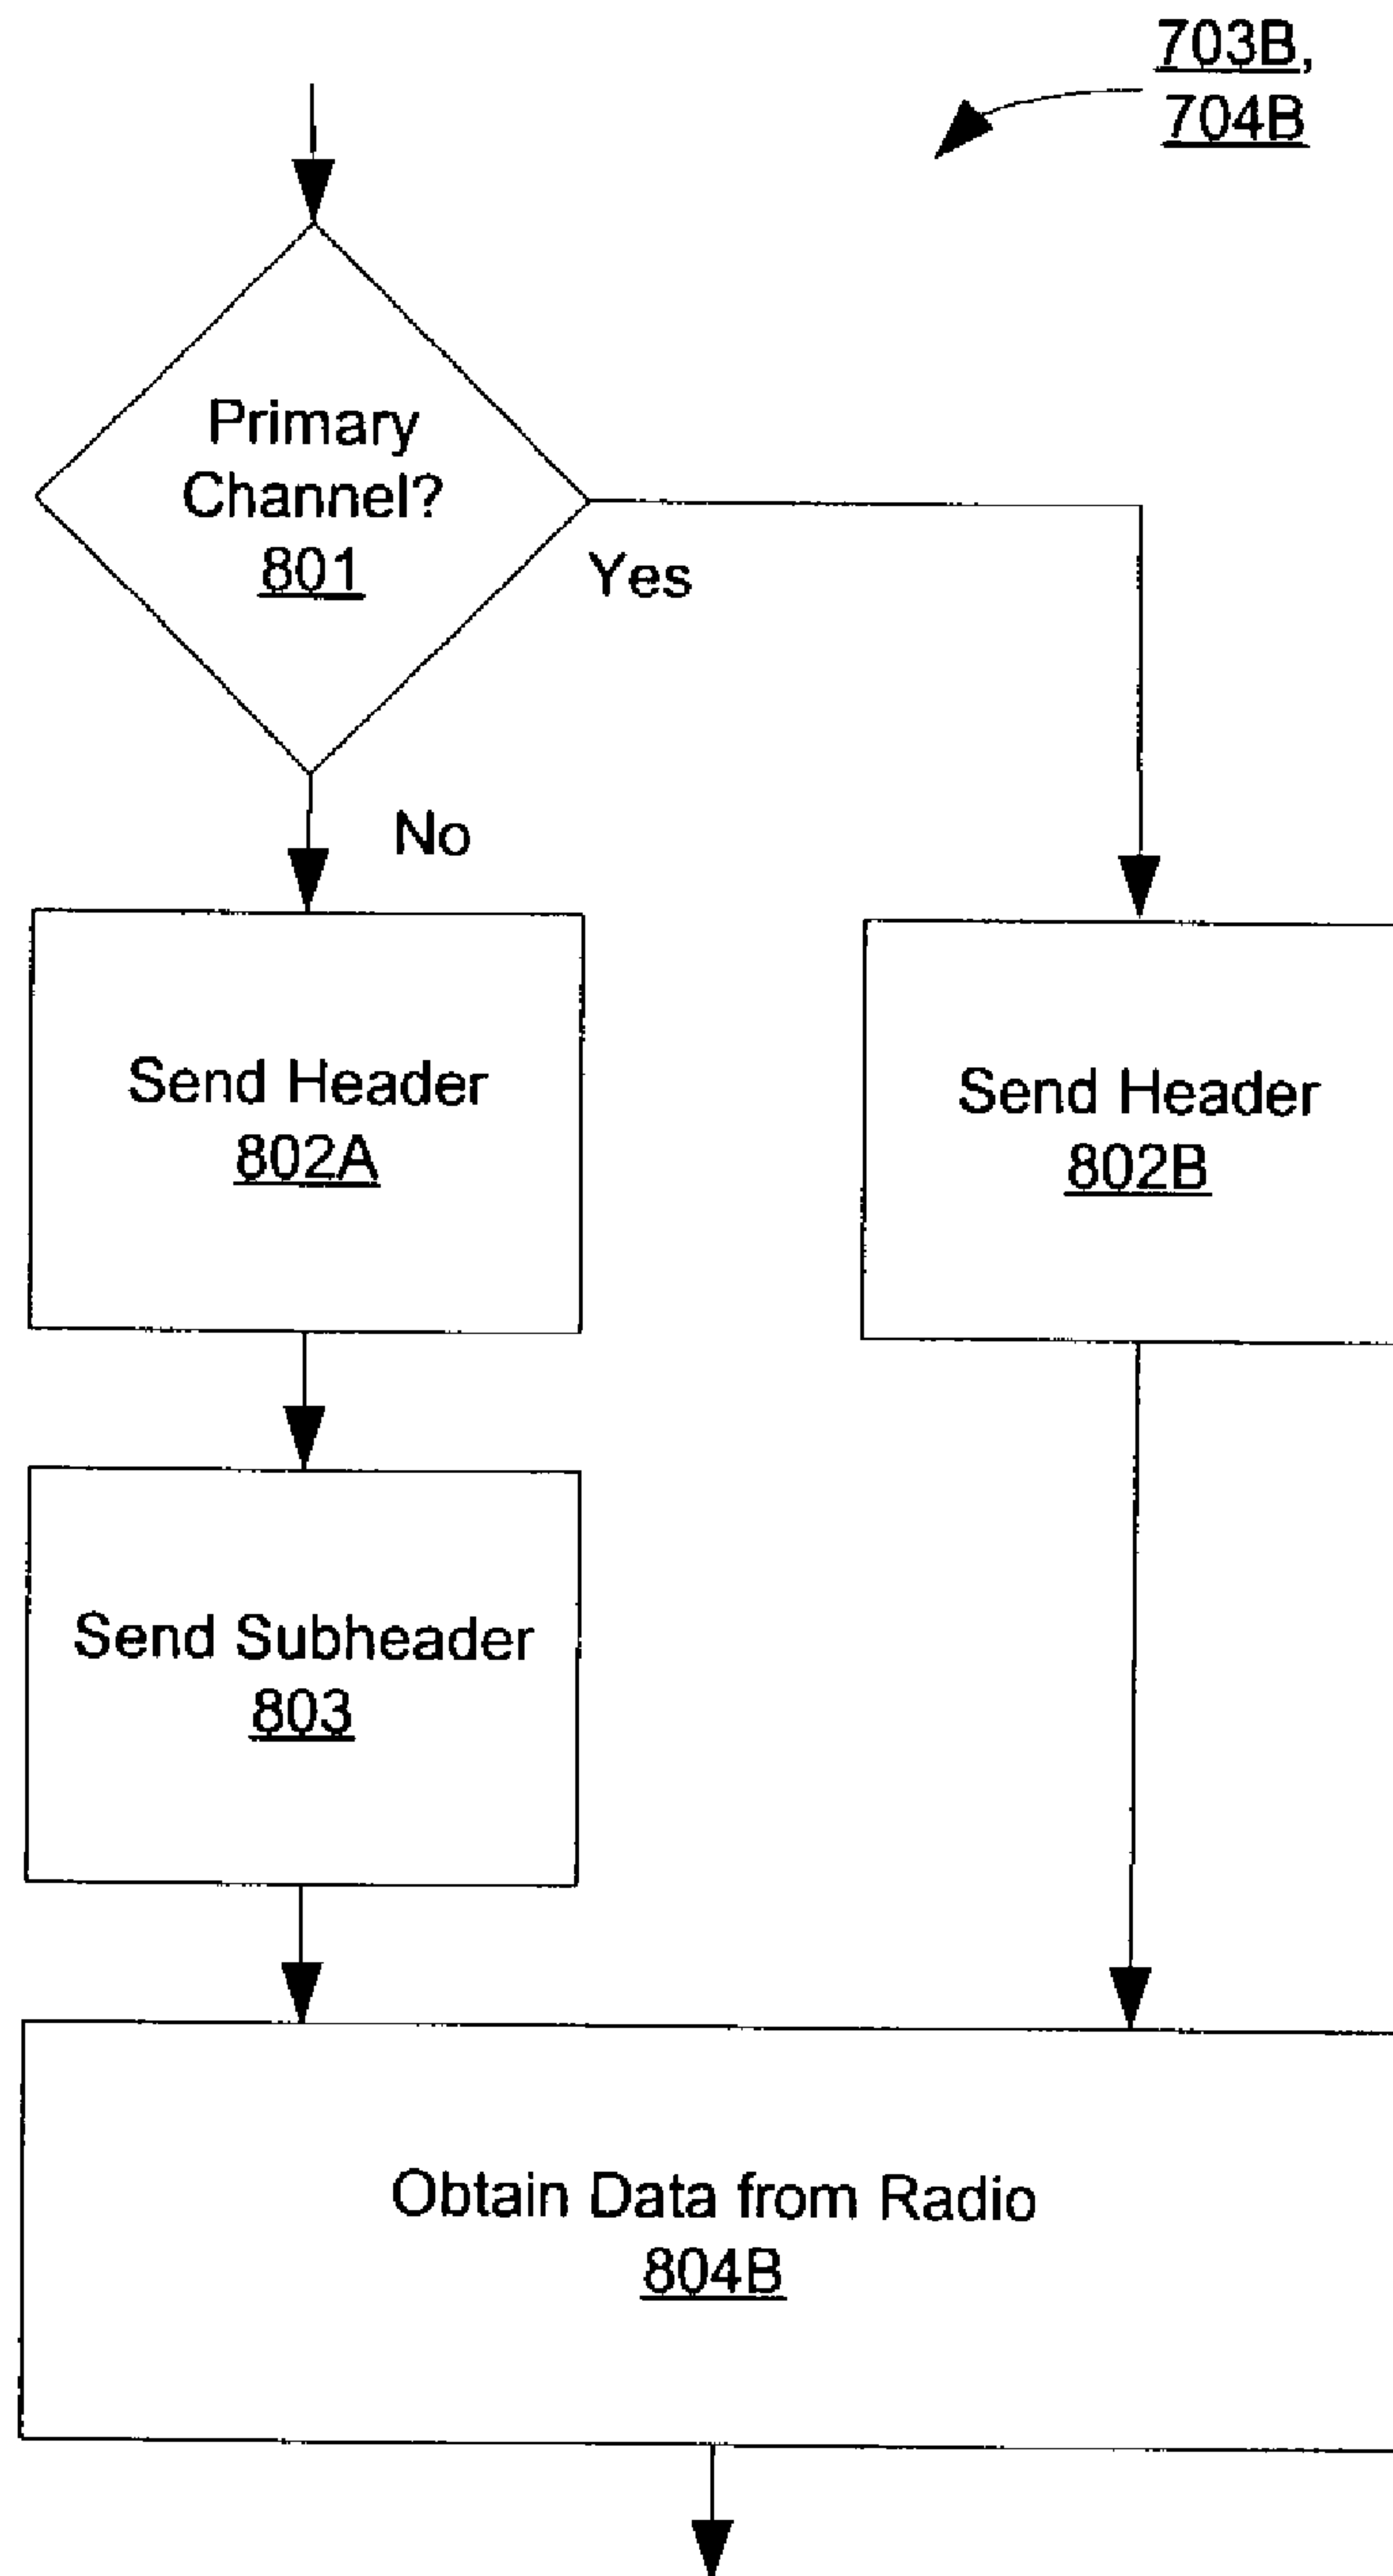 703B,
704B
Primary
Channel?
801
Yes
No
Send Header
802A
Send Header
802B
Send Subheader
803
Obtain Data from Radio
804B